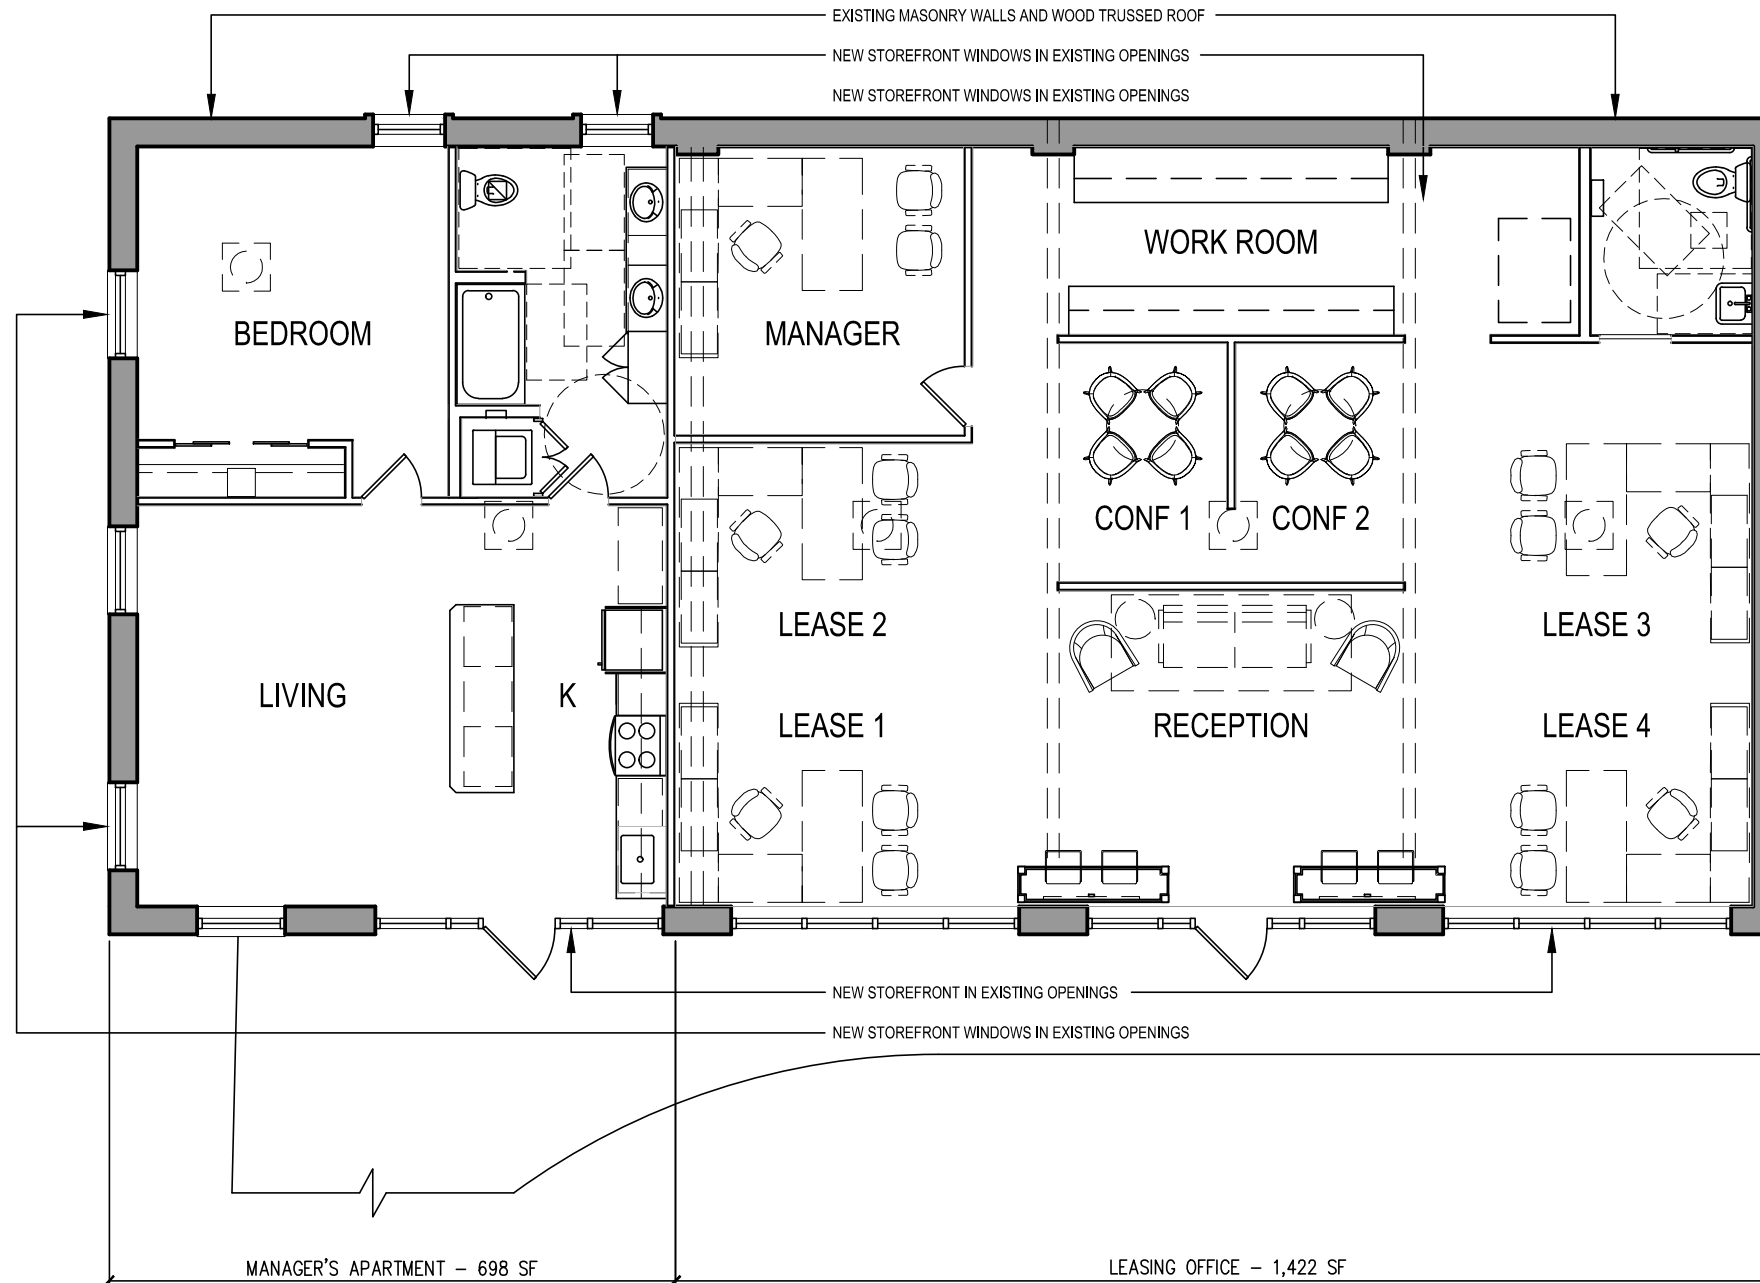 EXISTING MASONRY WALLS AND WOOD TRUSSED ROOF
NEW STOREFRONT WINDOWS IN EXISTING OPENINGS
NEW STOREFRONT WINDOWS IN EXISTING OPENINGS
WORK ROOM
BEDROOM
MANAGER
CONF 1
CONF 2
LEASE 2
LEASE 3
LIVING
K
LEASE 1
RECEPTION
LEASE 4
NEW STOREFRONT IN EXISTING OPENINGS
NEW STOREFRONT WINDOWS IN EXISTING OPENINGS
MANAGER'S APARTMENT – 698 SF
LEASING OFFICE – 1,422 SF